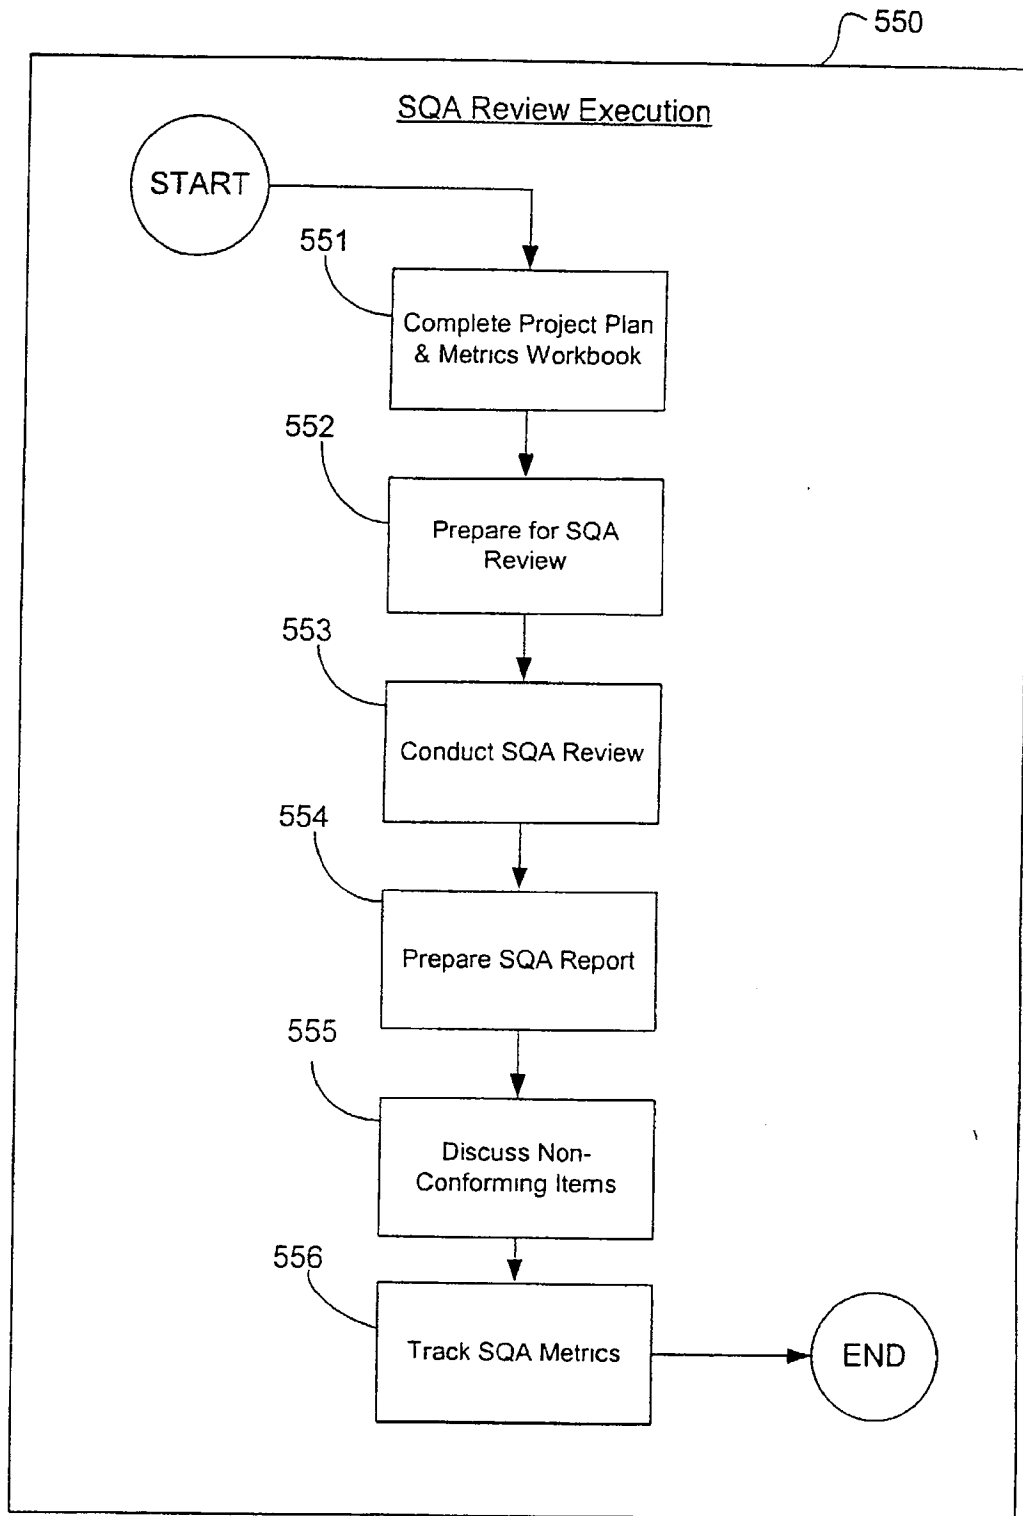 550
SQA Review Execution
START
551
Complete Project Plan
& Metrics Workbook
552
Prepare for SQA
Review
553
Conduct SQA Review
554
Prepare SQA Report
555
Discuss Non-
Conforming Items
556
Track SQA Metrics
END